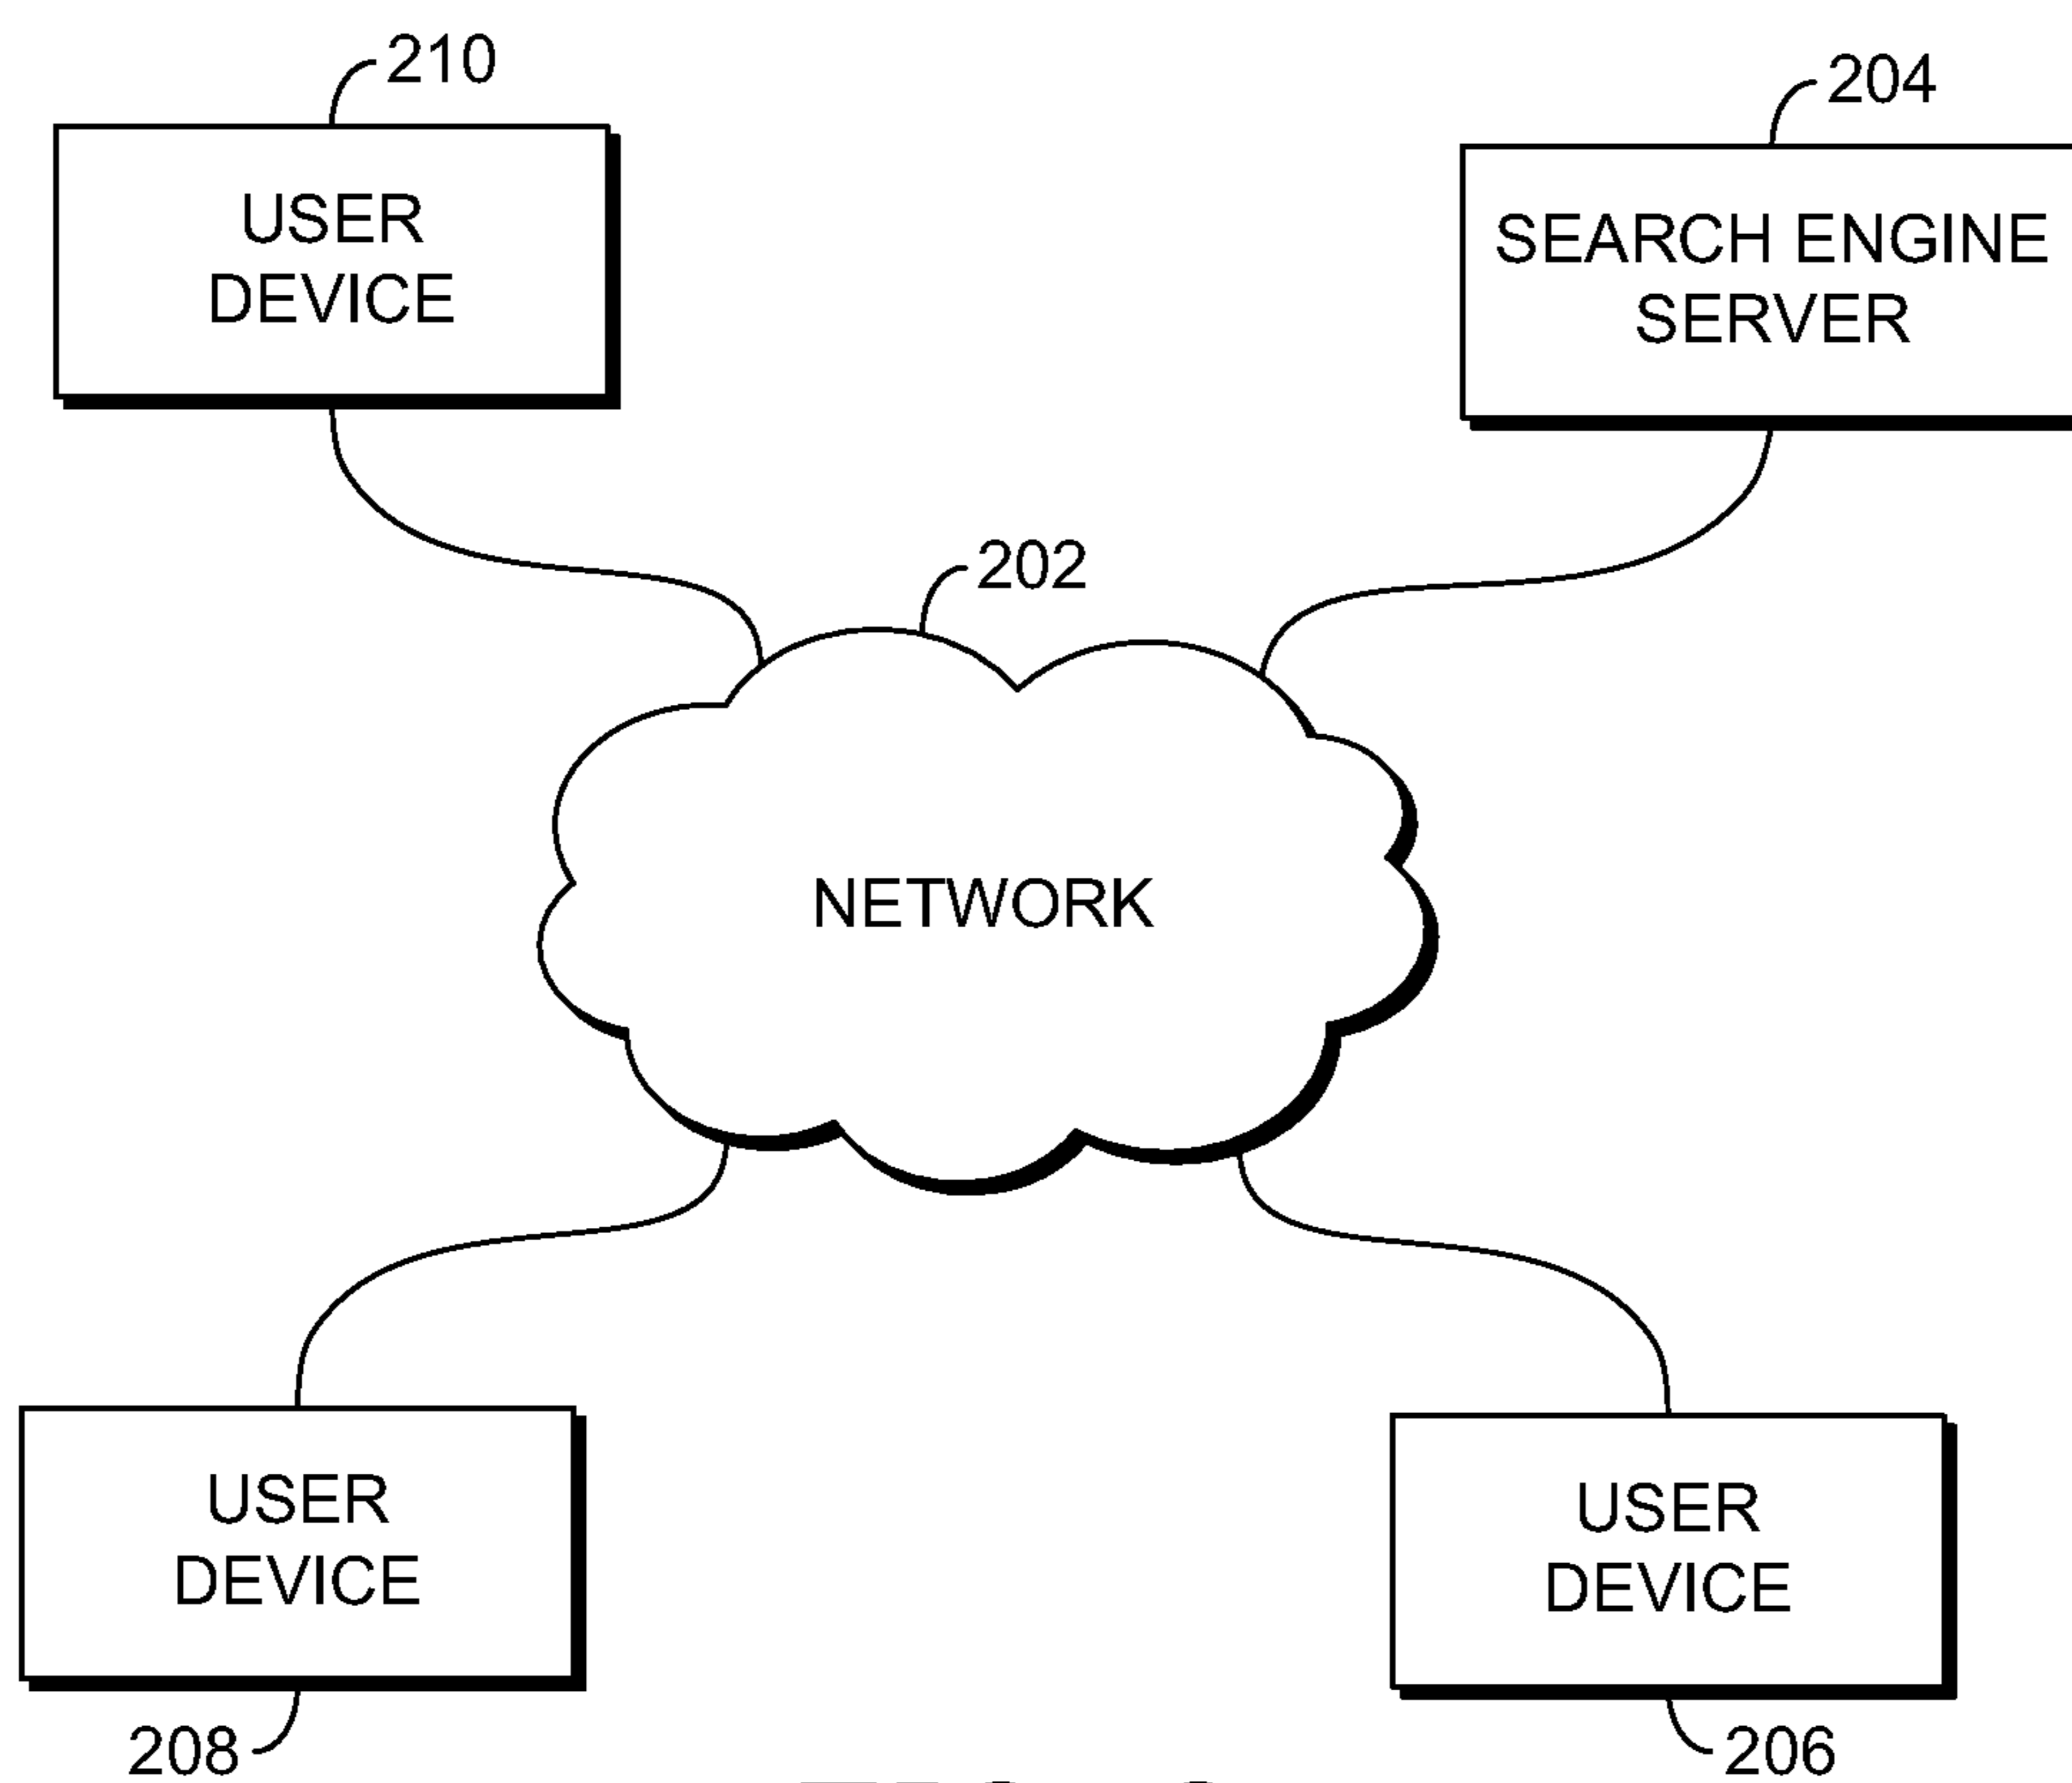 210
204
USER
DEVICE
SEARCH ENGINE
SERVER
202
NETWORK
USER
DEVICE
USER
DEVICE
208
206